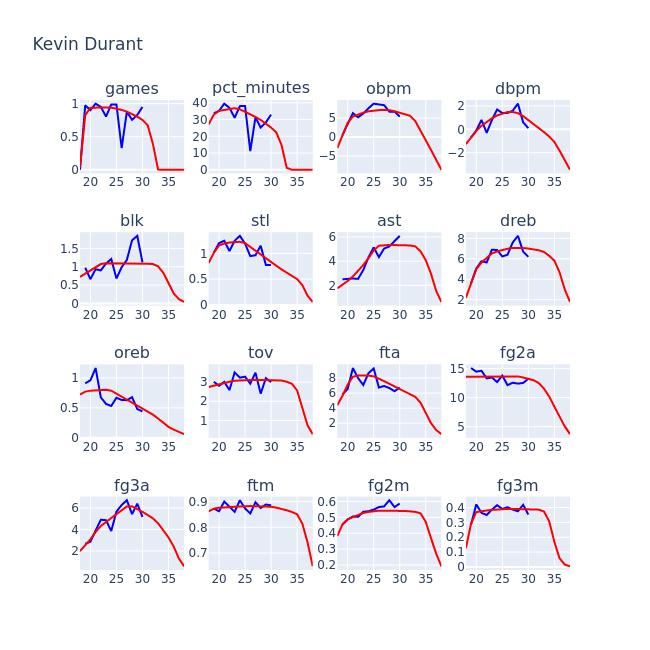 Kevin Durant
games pct_minutes obpm dbpm
1 0.5 0 20 25 30 35
40 30 20 10 0 20 25 30 35
5 0 −5 20 25 30 35
2 0 −2 20 25 30 35
blk stl ast dreb
1.5 1 0.5 0 20 25 30 35
1 0.5 0 20 25 30 35
6 4 2 20 25 30 35
8 6 4 2 20 25 30 35
oreb tov fta fg2a
1 0.5 0 20 25 30 35
3 2 1 20 25 30 35
8 6 4 2 20 25 30 35
15 10 5 20 25 30 35
fg3a ftm fg2m fg3m
6 4 2 20 25 30 35
0.9 0.8 0.7 20 25 30 35
0.6 0.5 0.4 0.3 0.2 20 25 30 35
0.4 0.3 0.2 0.1 0 20 25 30 35